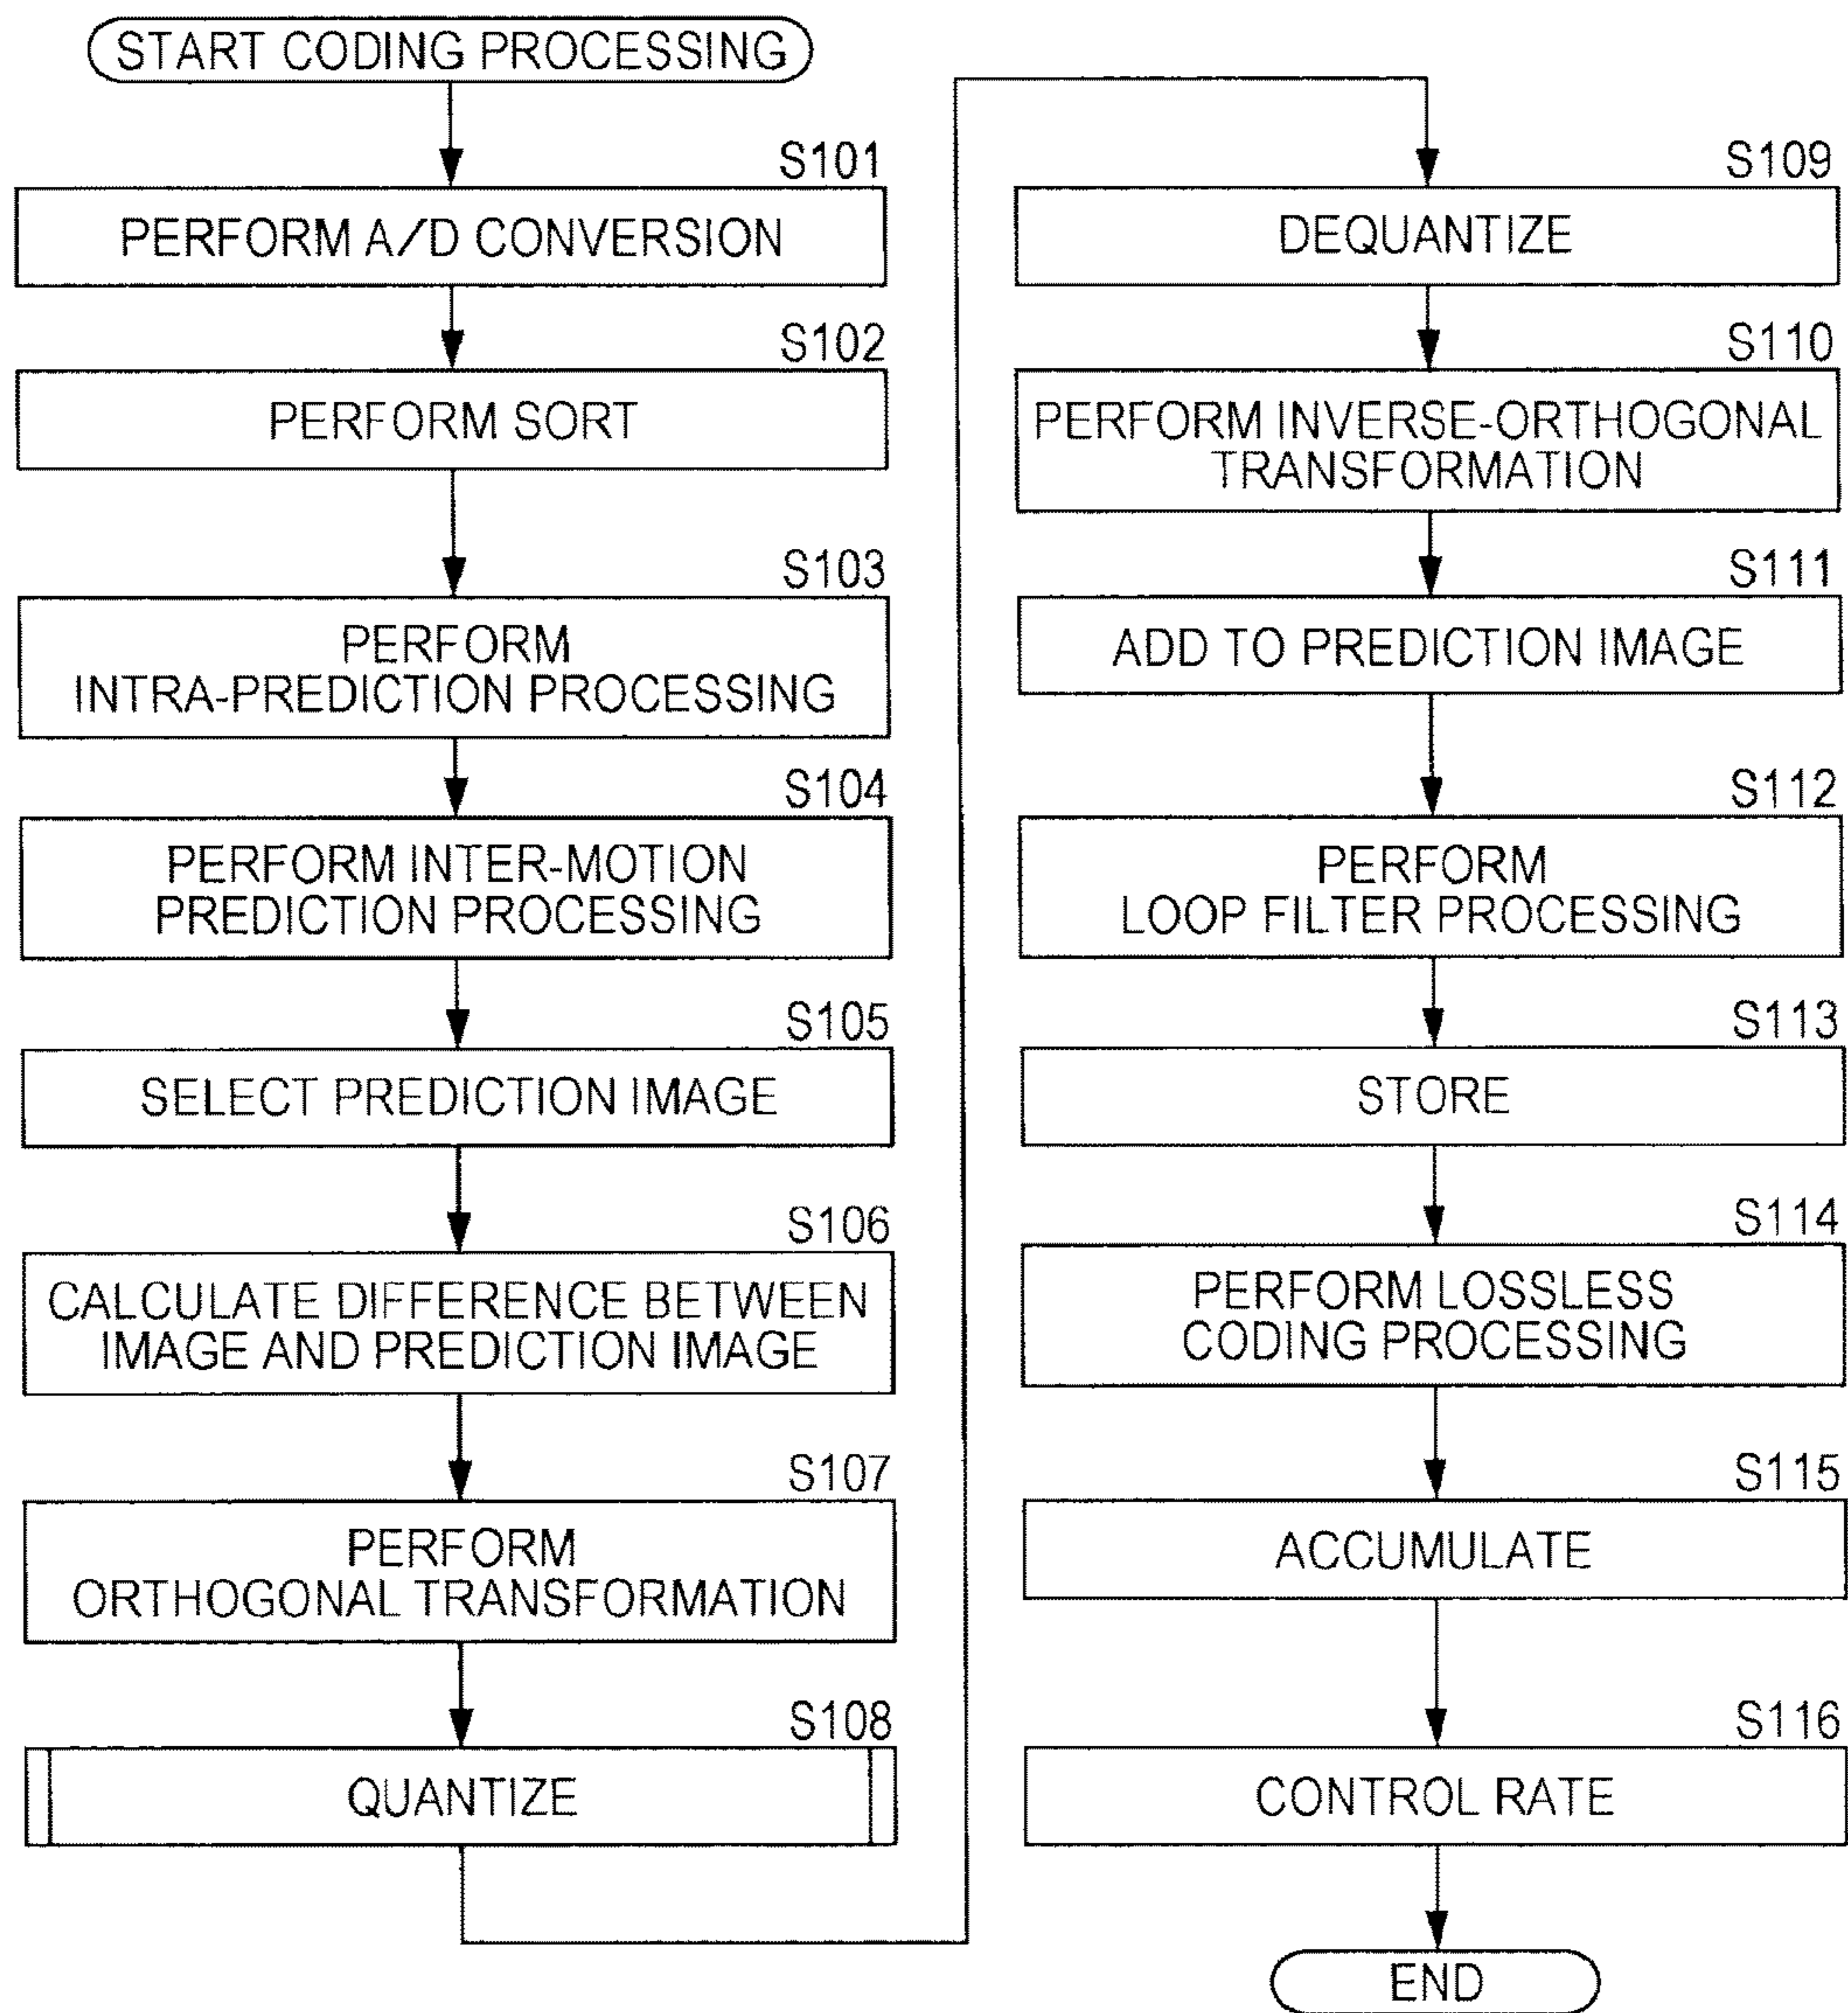 START CODING PROCESSING
S101
PERFORM A/D CONVERSION
S102
PERFORM SORT
S103
PERFORM
INTRA-PREDICTION PROCESSING
S104
PERFORM INTER-MOTION
PREDICTION PROCESSING
S105
SELECT PREDICTION IMAGE
S106
CALCULATE DIFFERENCE BETWEEN
IMAGE AND PREDICTION IMAGE
S107
PERFORM
ORTHOGONAL TRANSFORMATION
S108
QUANTIZE
S109
DEQUANTIZE
S110
PERFORM INVERSE-ORTHOGONAL
TRANSFORMATION
S111
ADD TO PREDICTION IMAGE
S112
PERFORM
LOOP FILTER PROCESSING
S113
STORE
S114
PERFORM LOSSLESS
CODING PROCESSING
S115
ACCUMULATE
S116
CONTROL RATE
END